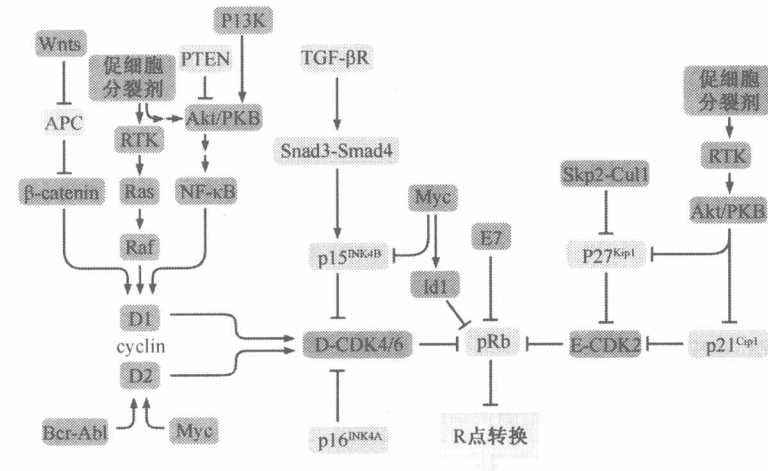 P13K
Wnts
促细胞
分裂剂
PTEN
TGF-βR
促细胞
分裂剂
APC
RTK
Akt/PKB
Snad3-Smad4
RTK
β-catenin
Ras
NF-κB
Myc
Skp2-Cul1
Akt/PKB
Raf
p15INK4B
E7
P27Kip1
Id1
D1
cyclin
D2
D-CDK4/6
pRb
E-CDK2
p21Cip1
Bcr-Abl
Myc
p16INK4A
R点转换